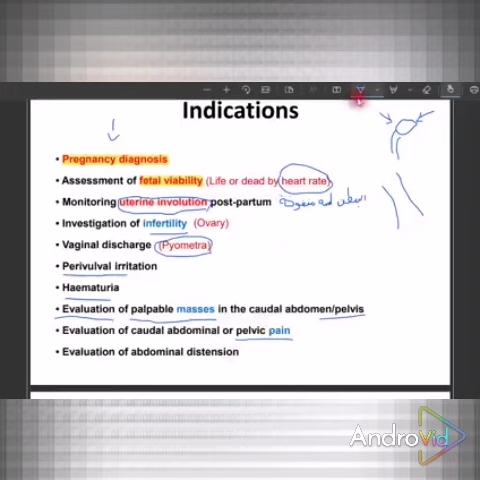 Indications
• Pregnancy diagnosis
• Assessment of fetal viability (Life or dead by heart rate)
• Monitoring uterine involution post-partum
• Investigation of infertility (Ovary)
• Vaginal discharge (Pyometra)
• Perivulval irritation
• Haematuria
• Evaluation of palpable masses in the caudal abdomen/pelvis
• Evaluation of caudal abdominal or pelvic pain
• Evaluation of abdominal distension
AndroVid